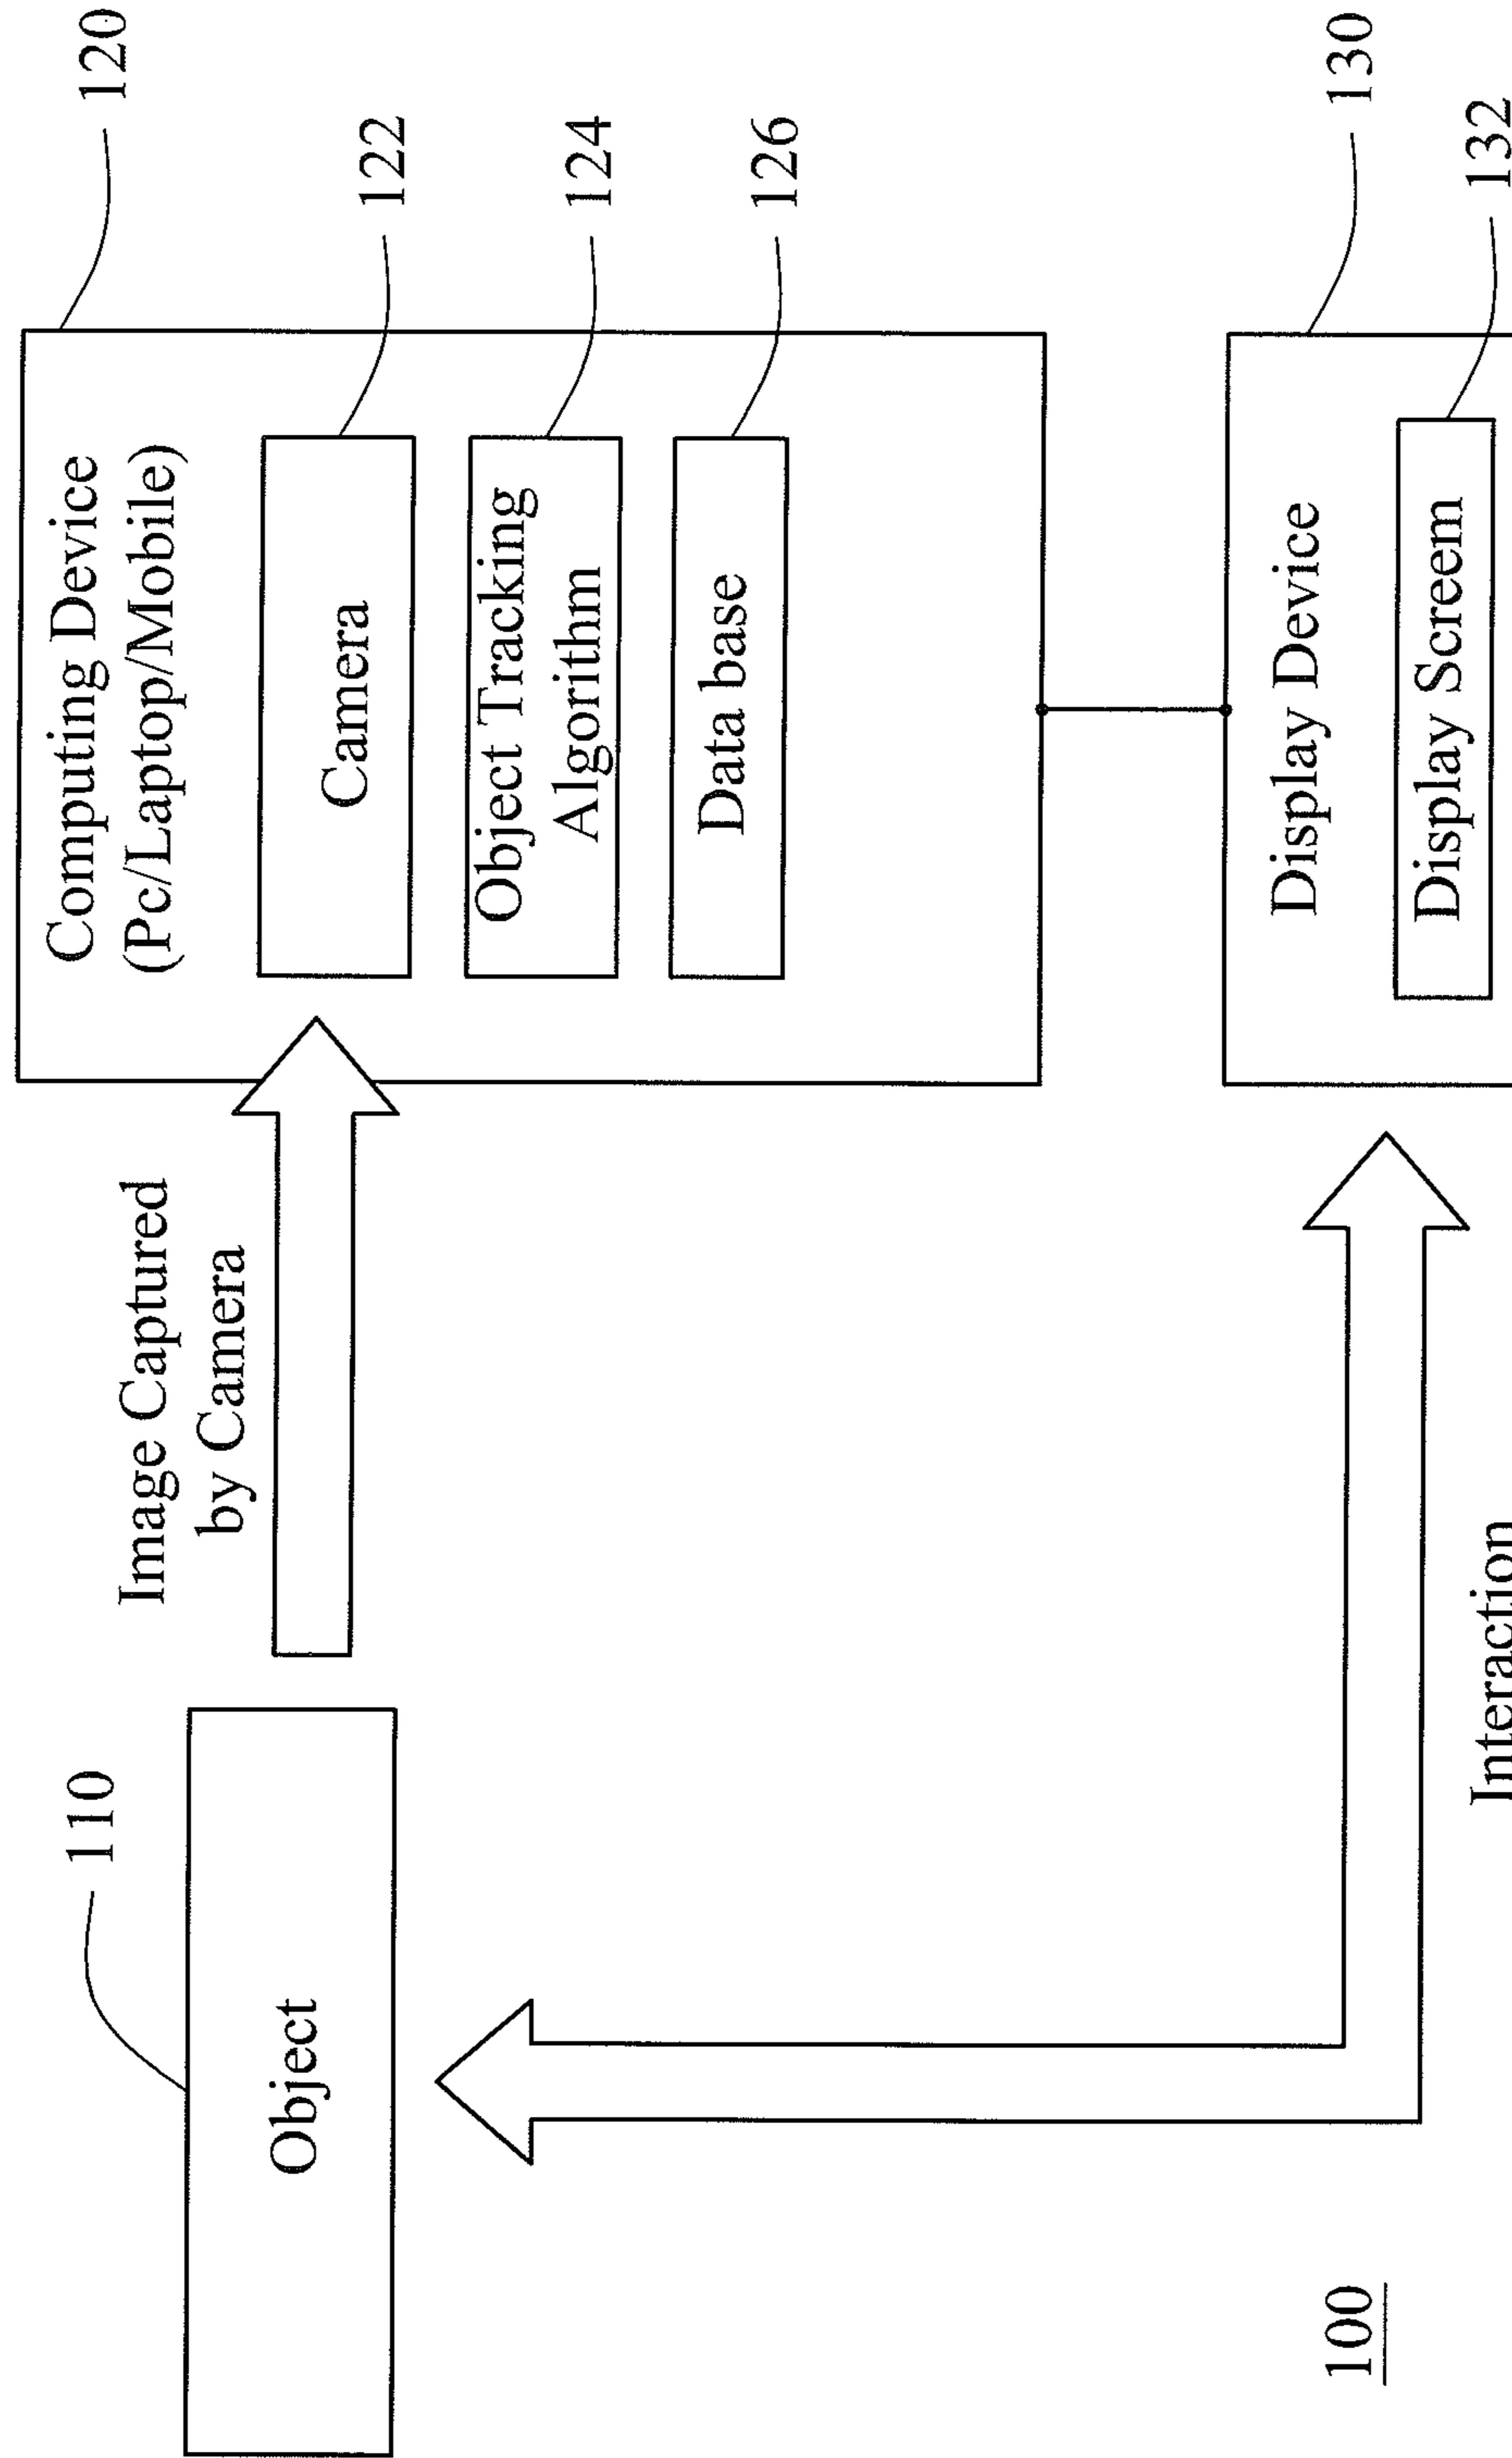 110
Object
Image Captured
by Camera
120
Computing Device
(Pc/Laptop/Mobile)
Camera
122
Object Tracking
Algorithm
124
Data base
126
Display Device
130
Display Screem
132
Interaction
100